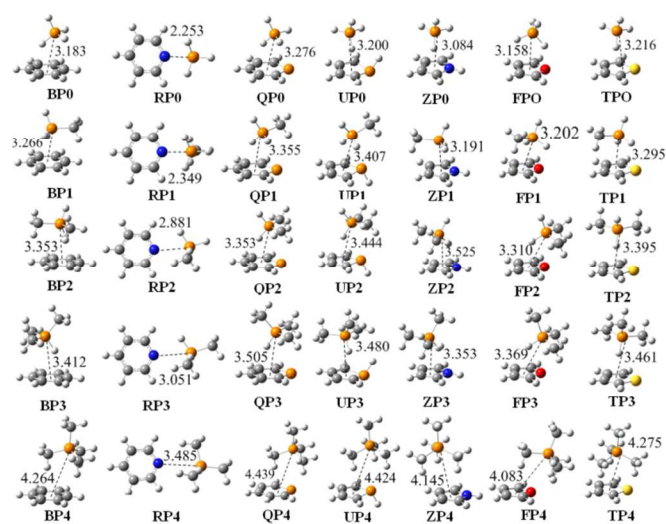 2.253
3.183 3.276 3.200 3.084 3.158 3.216
BP0 RP0 QP0 UP0 ZP0 FPO TPO
3.266 3.355 3.407 3.191 3.202 3.295
2.349
BP1 RP1 QP1 UP1 ZP1 FP1 TP1
2.881
3.353 3.353 3.444 3.525 3.310 3.395
BP2 RP2 QP2 UP2 ZP2 FP2 TP2
3.412 3.051 3.505 3.480 3.353 3.369 3.461
BP3 RP3 QP3 UP3 ZP3 FP3 TP3
3.485 4.275
4.264 4.439 4.424 4.145 4.083
BP4 RP4 QP4 UP4 ZP4 FP4 TP4